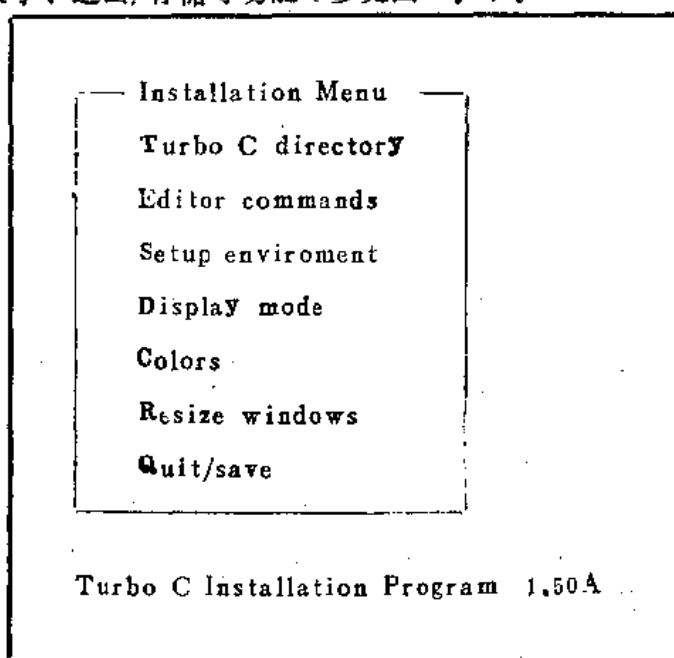 Installation Menu
Turbo C directory
Editor commands
Setup enviroment
Display mode
Colors
Resize windows
Quit/save
Turbo C Installation Program 1.50A